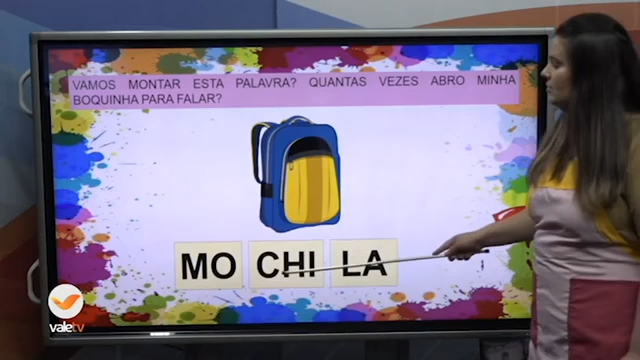 VAMOS MONTAR ESTA PALAVRA? QUANTAS VEZES ABRO MINHA
BOQUINHA PARA FALAR?
MO CHI LA
valetv